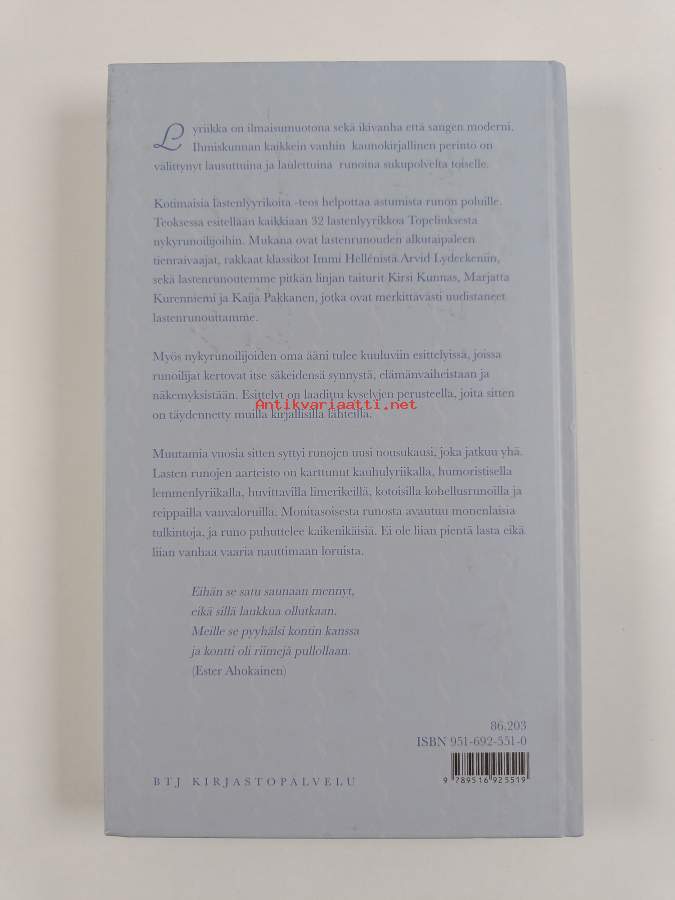 Lyriikka on ilmaisumuotona sekä ikivanha että sangen moderni.
Ihmiskunnan kaikkein vanhin kaunokirjallinen perintö on
välittynyt lausuttuina ja laulettuina runoina sukupolvelta toiselle.
Kotimaisia lastenlyyrikoita -teos helpottaa astumista runon poluille.
Teoksessa esitellään kaikkiaan 32 lastenlyyrikkoa Topeliuksesta
nykyrunoilijoihin. Mukana ovat lastenrunouden alkutaipaleen
tienraivaajat, rakkaat klassikot Immi Hellénistä Arvid Lydeckeniin,
sekä lastenrunoutemme pitkän linjan taiturit Kirsi Kunnas, Marjatta
Kurenniemi ja Kaija Pakkanen, jotka ovat merkittävästi uudistaneet
lastenrunouttamme.
Myös nykyrunoilijoiden oma ääni tulee kuuluviin esittelyissä, joissa
runoilijat kertovat itse säkeidensä synnystä, elämänvaiheistaan ja
näkemyksistään. Esittelyt on laadittu kyselyjen perusteella, joita sitten
Antikvariaatti.net
on täydennetty muilla kirjallisilla lähteillä.
Muutamia vuosia sitten syttyi runojen uusi nousukausi, joka jatkuu yhä.
Lasten runojen aarteisto on karttunut kauhulyriikalla, humoristisella
lemmenlyriikalla, huvittavilla limerikeillä, kotoisilla kohellusrunoilla ja
reippailla vauvaloruilla. Monitasoisesta runosta avautuu monenlaisia
tulkintoja, ja runo puhuttelee kaikenikäisiä. Ei ole liian pientä lasta eikä
liian vanhaa vaaria nauttimaan loruista.
Eihän se satu saunaan mennyt,
eikä sillä laukkua ollutkaan.
Meille se pyyhälsi kontin kanssa
ja kontti oli riimejä pullollaan.
(Ester Ahokainen)
86.203
ISBN 951-692-551-0
9 789516 925519
BTJ KIRJASTOPALVELU